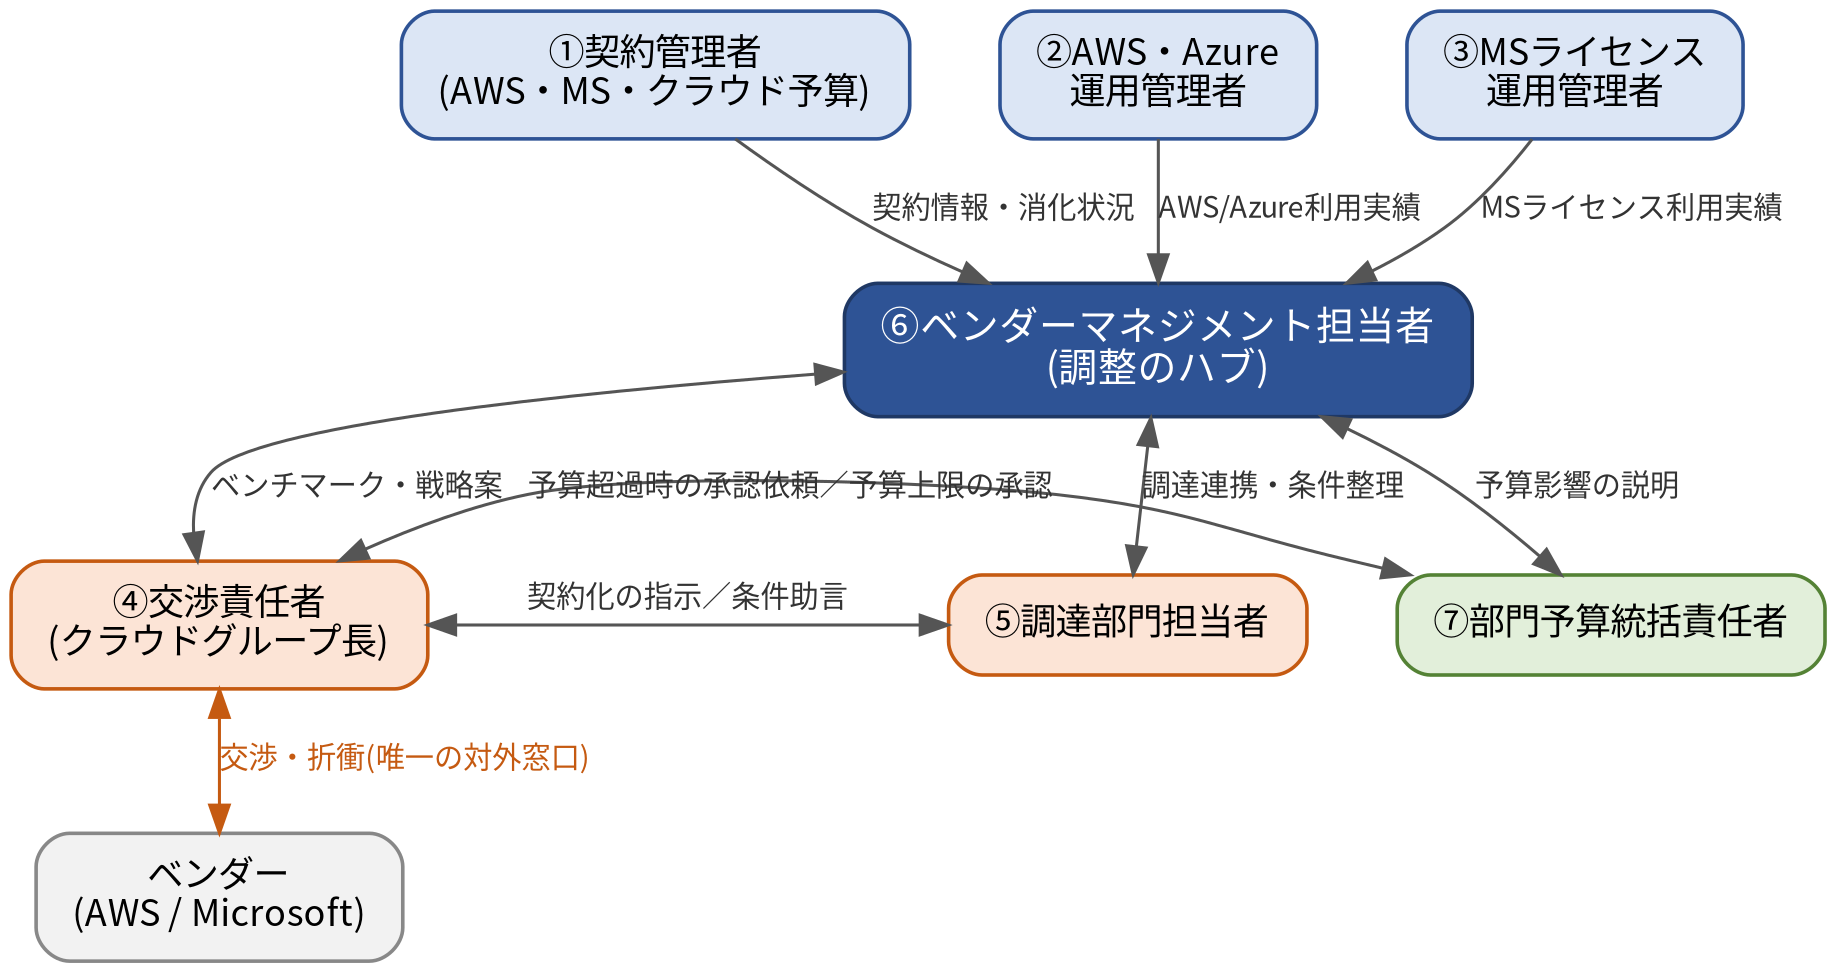 ①契約管理者
(AWS・MS・クラウド予算)
②AWS・Azure
運用管理者
③MSライセンス
運用管理者
契約情報・消化状況
AWS/Azure利用実績
MSライセンス利用実績
⑥ベンダーマネジメント担当者
(調整のハブ)
ベンチマーク・戦略案
予算超過時の承認依頼／予算上限の承認
調達連携・条件整理
予算影響の説明
④交渉責任者
(クラウドグループ長)
契約化の指示／条件助言
⑤調達部門担当者
⑦部門予算統括責任者
交渉・折衝(唯一の対外窓口)
ベンダー
(AWS / Microsoft)